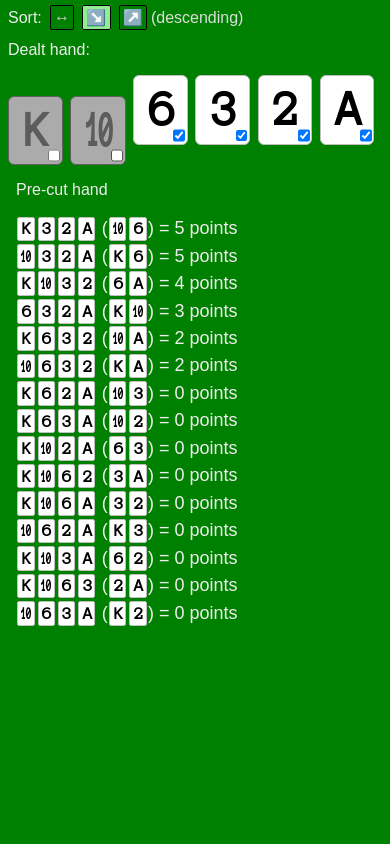 Sort: ↔ ↘ ↗ (descending)
Dealt hand:
K 10 6 3 2 A
Pre-cut hand
K 3 2 A (10 6) = 5 points
10 3 2 A (K 6) = 5 points
K 10 3 2 (6 A) = 4 points
6 3 2 A (K 10) = 3 points
K 6 3 2 (10 A) = 2 points
10 6 3 2 (K A) = 2 points
K 6 2 A (10 3) = 0 points
K 6 3 A (10 2) = 0 points
K 10 2 A (6 3) = 0 points
K 10 6 2 (3 A) = 0 points
K 10 6 A (3 2) = 0 points
10 6 2 A (K 3) = 0 points
K 10 3 A (6 2) = 0 points
K 10 6 3 (2 A) = 0 points
10 6 3 A (K 2) = 0 points